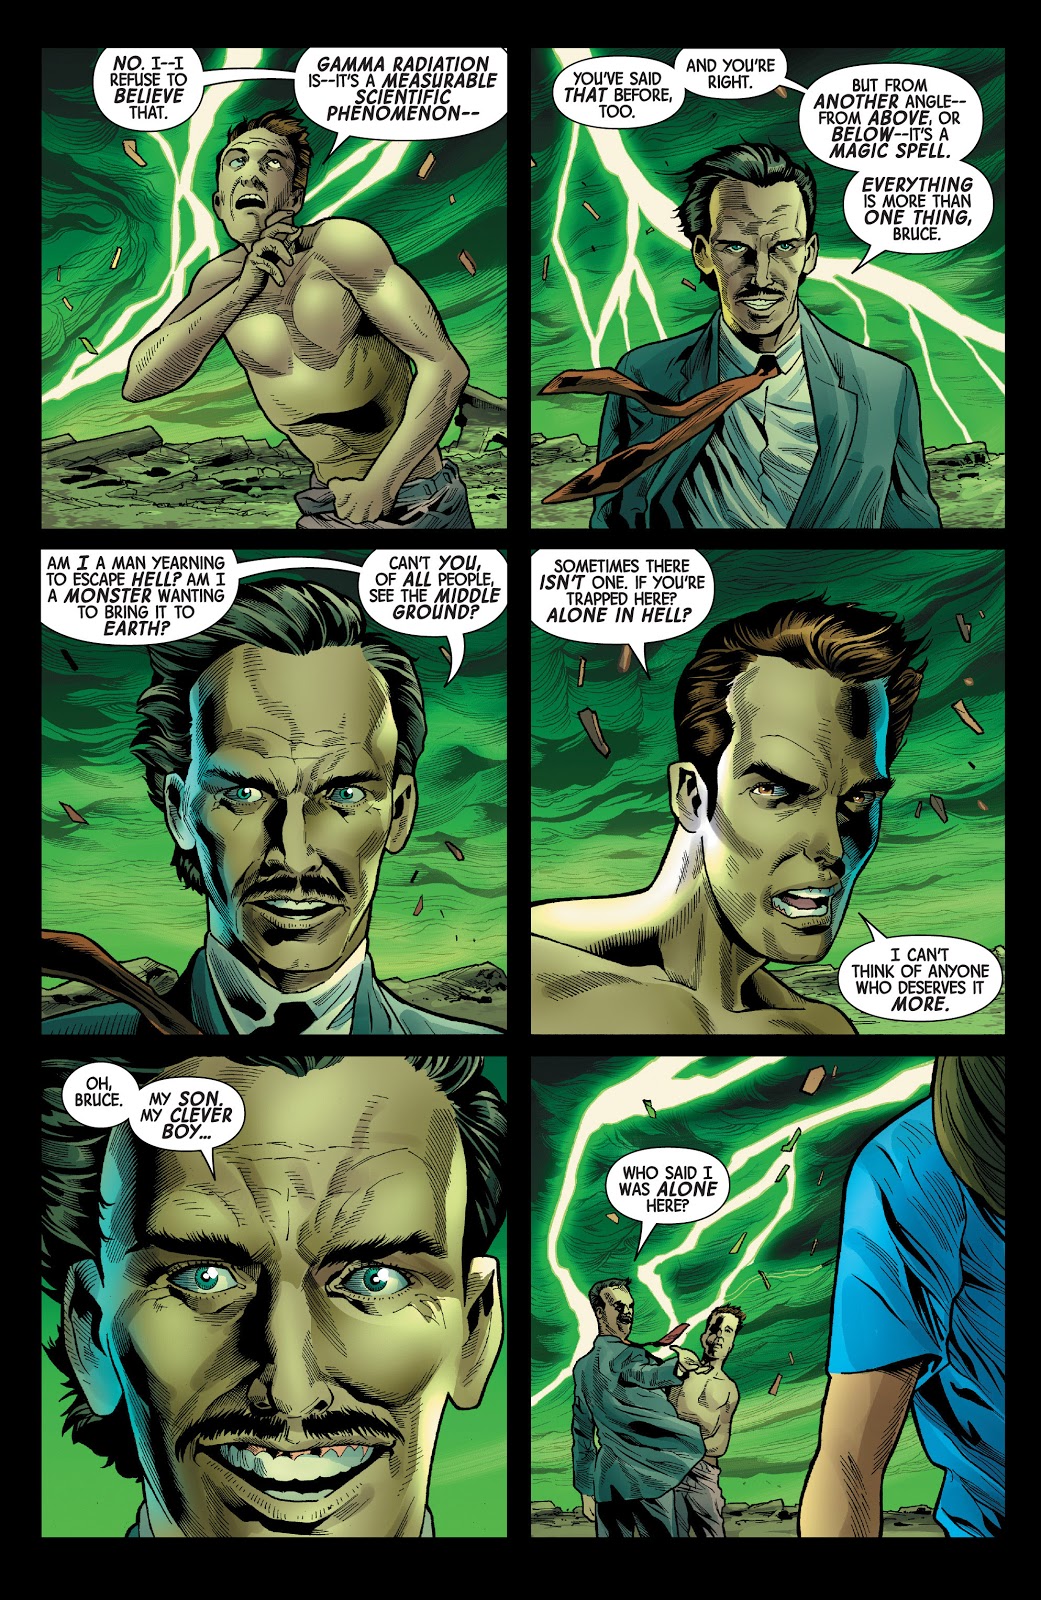 NO. I--I
REFUSE TO
BELIEVE
THAT.
GAMMA RADIATION
IS--IT'S A MEASURABLE
SCIENTIFIC
PHENOMENON--
YOU'VE SAID
THAT BEFORE,
TOO.
AND YOU'RE
RIGHT.
BUT FROM
ANOTHER ANGLE--
FROM ABOVE, OR
BELOW--IT'S A
MAGIC SPELL.
EVERYTHING
IS MORE THAN
ONE THING,
BRUCE.
AM I A MAN YEARNING
TO ESCAPE HELL? AM I
A MONSTER WANTING
TO BRING IT TO
EARTH?
CAN'T YOU,
OF ALL PEOPLE,
SEE THE MIDDLE
GROUND?
SOMETIMES THERE
ISN'T ONE. IF YOU'RE
TRAPPED HERE?
ALONE IN HELL?
I CAN'T
THINK OF ANYONE
WHO DESERVES IT
MORE.
OH,
BRUCE.
MY SON.
MY CLEVER
BOY...
WHO SAID I
WAS ALONE
HERE?